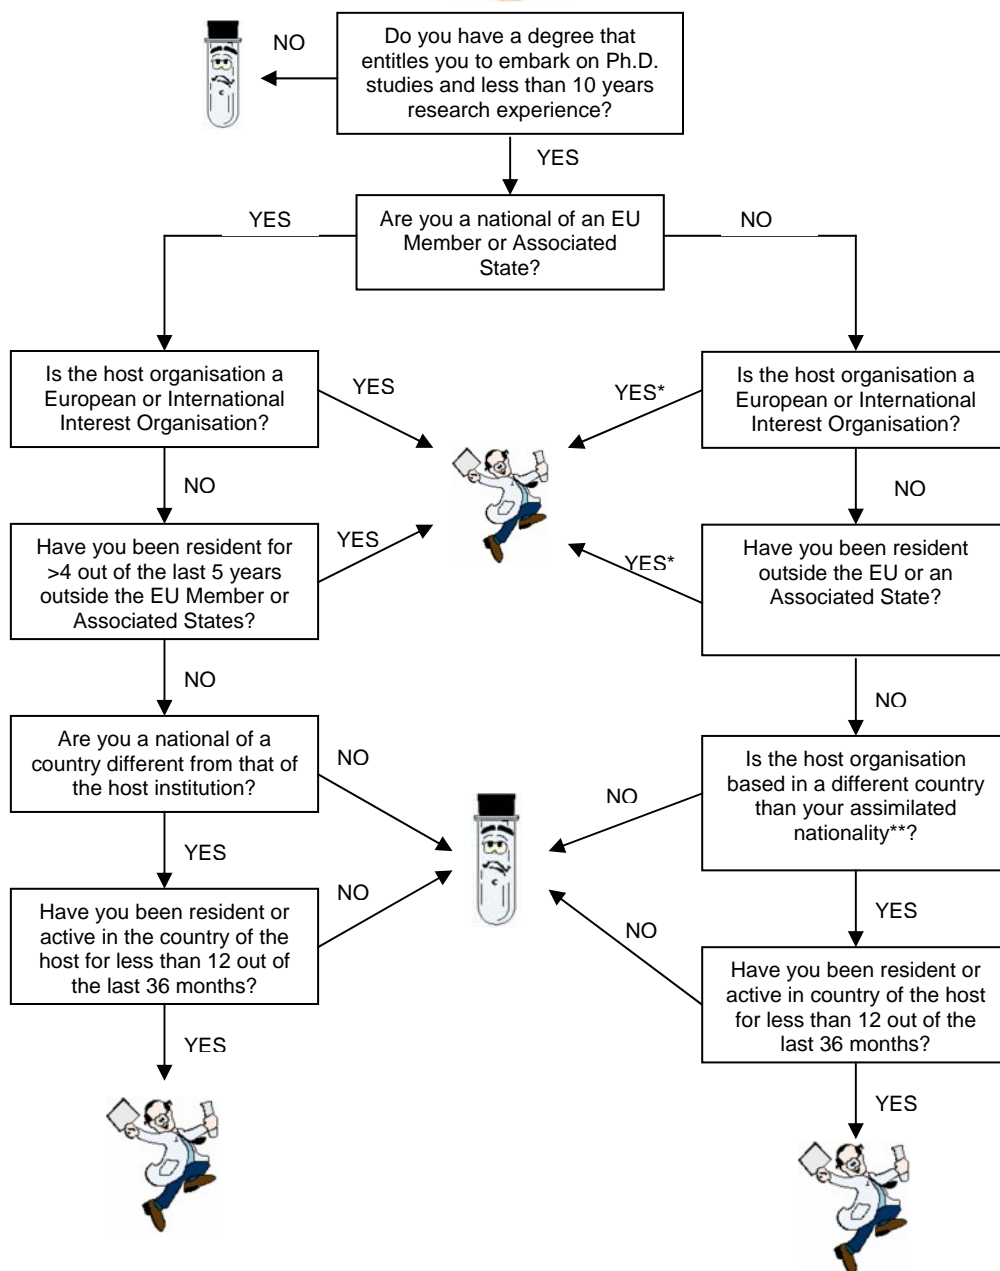 NO
Do you have a degree that
entitles you to embark on Ph.D.
studies and less than 10 years
research experience?
YES
YES
Are you a national of an EU
Member or Associated
State?
NO
Is the host organisation a
European or International
Interest Organisation?
YES
YES*
Is the host organisation a
European or International
Interest Organisation?
NO
NO
Have you been resident for
>4 out of the last 5 years
outside the EU Member or
Associated States?
YES
YES*
Have you been resident
outside the EU or an
Associated State?
NO
NO
Are you a national of a
country different from that of
the host institution?
NO
NO
Is the host organisation
based in a different country
than your assimilated
nationality**?
YES
YES
Have you been resident or
active in the country of the
host for less than 12 out of
the last 36 months?
NO
NO
Have you been resident or
active in country of the host
for less than 12 out of the
last 36 months?
YES
YES